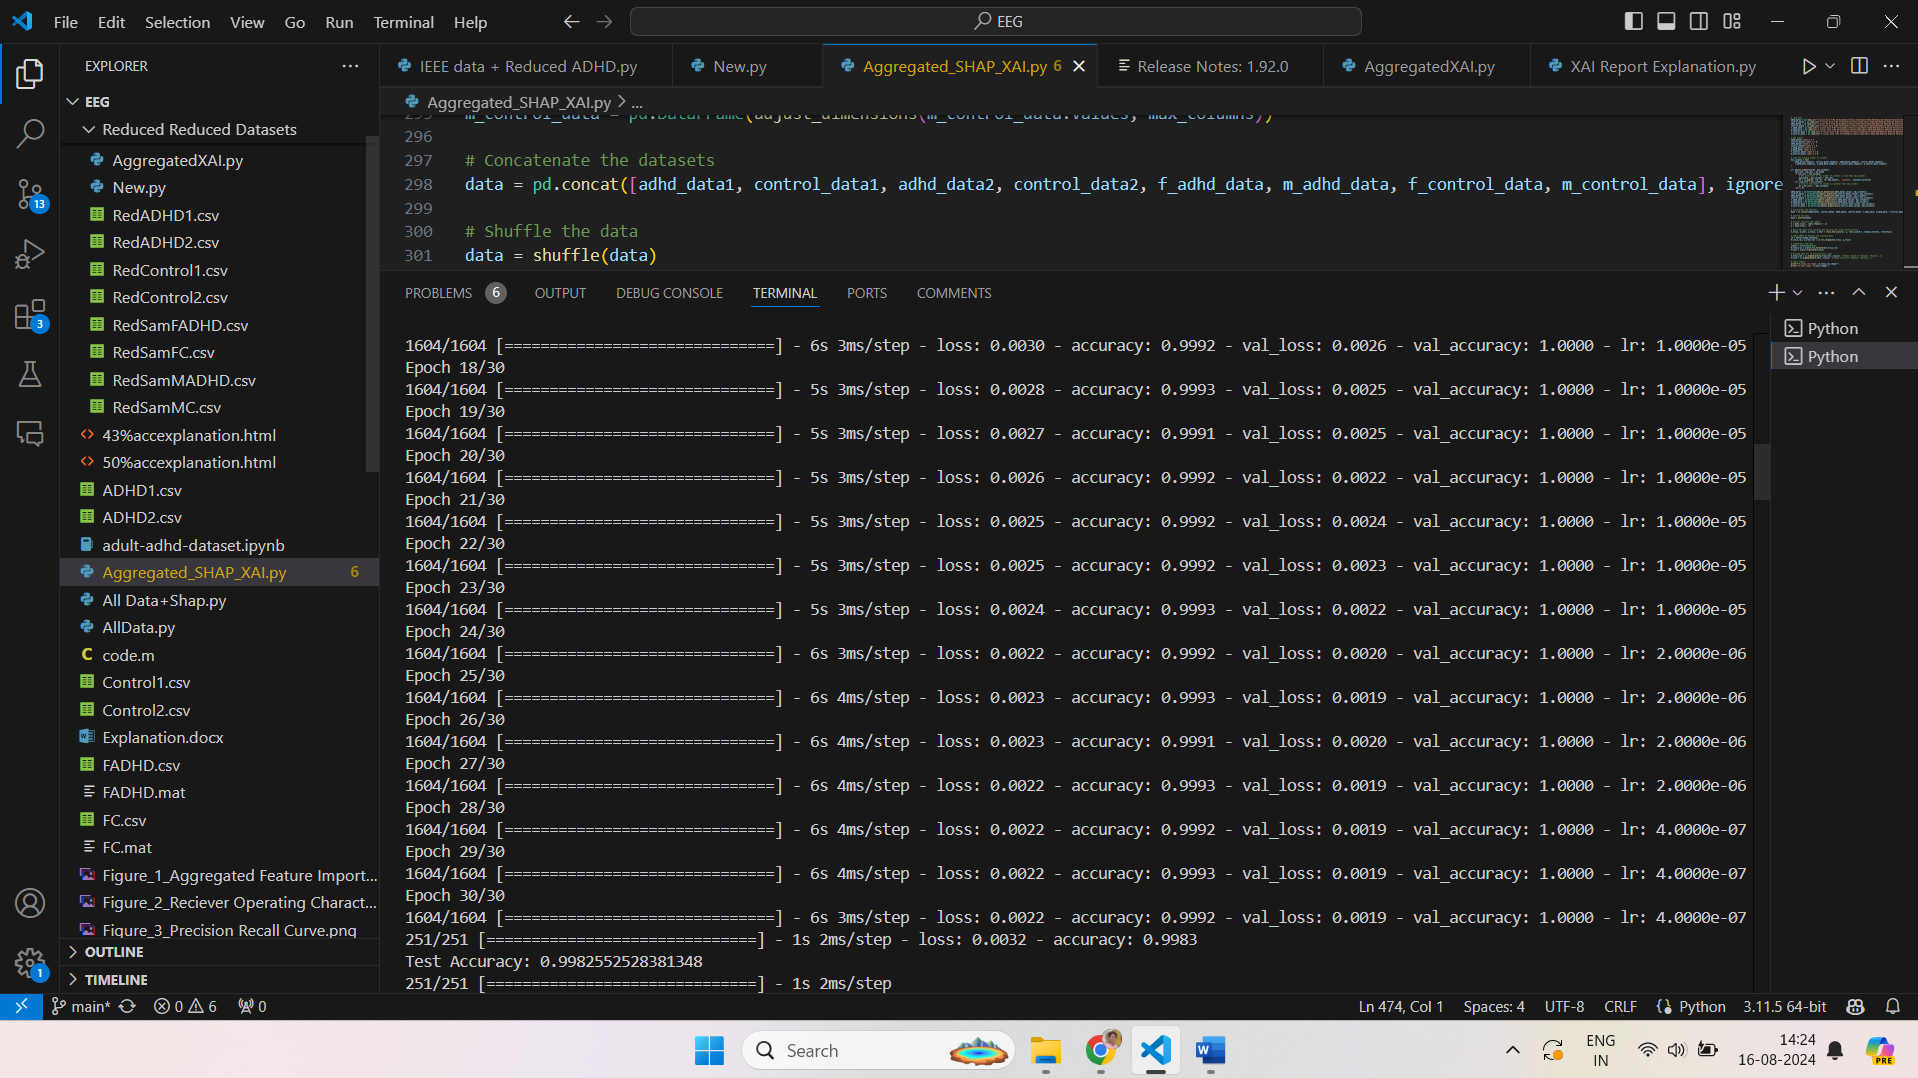 File Edit Selection View Go Run Terminal Help
EEG
EXPLORER
EEG
Reduced Reduced Datasets
AggregatedXAI.py
New.py
RedADHD1.csv
RedADHD2.csv
RedControl1.csv
RedControl2.csv
RedSamFADHD.csv
RedSamFC.csv
RedSamMADHD.csv
RedSamMC.csv
43%accexplanation.html
50%accexplanation.html
ADHD1.csv
ADHD2.csv
adult-adhd-dataset.ipynb
Aggregated_SHAP_XAI.py 6
All Data+Shap.py
AllData.py
code.m
Control1.csv
Control2.csv
Explanation.docx
FADHD.csv
FADHD.mat
FC.csv
FC.mat
Figure_1_Aggregated Feature Import...
Figure_2_Reciever Operating Charact...
Figure_3_Precision Recall Curve.png
OUTLINE
TIMELINE
13
3
1
IEEE data + Reduced ADHD.py New.py Aggregated_SHAP_XAI.py 6 Release Notes: 1.92.0 AggregatedXAI.py XAI Report Explanation.py
Aggregated_SHAP_XAI.py > ...
295 m_control_data = pd.DataFrame(adjust_dimensions(m_control_data.values, max_columns))
296
297 # Concatenate the datasets
298 data = pd.concat([adhd_data1, control_data1, adhd_data2, control_data2, f_adhd_data, m_adhd_data, f_control_data, m_control_data], ignore
299
300 # Shuffle the data
301 data = shuffle(data)
PROBLEMS 6 OUTPUT DEBUG CONSOLE TERMINAL PORTS COMMENTS
Python
Python
1604/1604 [==============================] - 6s 3ms/step - loss: 0.0030 - accuracy: 0.9992 - val_loss: 0.0026 - val_accuracy: 1.0000 - lr: 1.0000e-05
Epoch 18/30
1604/1604 [==============================] - 5s 3ms/step - loss: 0.0028 - accuracy: 0.9993 - val_loss: 0.0025 - val_accuracy: 1.0000 - lr: 1.0000e-05
Epoch 19/30
1604/1604 [==============================] - 5s 3ms/step - loss: 0.0027 - accuracy: 0.9991 - val_loss: 0.0025 - val_accuracy: 1.0000 - lr: 1.0000e-05
Epoch 20/30
1604/1604 [==============================] - 5s 3ms/step - loss: 0.0026 - accuracy: 0.9992 - val_loss: 0.0022 - val_accuracy: 1.0000 - lr: 1.0000e-05
Epoch 21/30
1604/1604 [==============================] - 5s 3ms/step - loss: 0.0025 - accuracy: 0.9992 - val_loss: 0.0024 - val_accuracy: 1.0000 - lr: 1.0000e-05
Epoch 22/30
1604/1604 [==============================] - 5s 3ms/step - loss: 0.0025 - accuracy: 0.9992 - val_loss: 0.0023 - val_accuracy: 1.0000 - lr: 1.0000e-05
Epoch 23/30
1604/1604 [==============================] - 5s 3ms/step - loss: 0.0024 - accuracy: 0.9993 - val_loss: 0.0022 - val_accuracy: 1.0000 - lr: 1.0000e-05
Epoch 24/30
1604/1604 [==============================] - 6s 3ms/step - loss: 0.0022 - accuracy: 0.9992 - val_loss: 0.0020 - val_accuracy: 1.0000 - lr: 2.0000e-06
Epoch 25/30
1604/1604 [==============================] - 6s 4ms/step - loss: 0.0023 - accuracy: 0.9993 - val_loss: 0.0019 - val_accuracy: 1.0000 - lr: 2.0000e-06
Epoch 26/30
1604/1604 [==============================] - 6s 4ms/step - loss: 0.0023 - accuracy: 0.9991 - val_loss: 0.0020 - val_accuracy: 1.0000 - lr: 2.0000e-06
Epoch 27/30
1604/1604 [==============================] - 6s 4ms/step - loss: 0.0022 - accuracy: 0.9993 - val_loss: 0.0019 - val_accuracy: 1.0000 - lr: 2.0000e-06
Epoch 28/30
1604/1604 [==============================] - 6s 4ms/step - loss: 0.0022 - accuracy: 0.9992 - val_loss: 0.0019 - val_accuracy: 1.0000 - lr: 4.0000e-07
Epoch 29/30
1604/1604 [==============================] - 6s 4ms/step - loss: 0.0022 - accuracy: 0.9993 - val_loss: 0.0019 - val_accuracy: 1.0000 - lr: 4.0000e-07
Epoch 30/30
1604/1604 [==============================] - 6s 3ms/step - loss: 0.0022 - accuracy: 0.9992 - val_loss: 0.0019 - val_accuracy: 1.0000 - lr: 4.0000e-07
251/251 [==============================] - 1s 2ms/step - loss: 0.0032 - accuracy: 0.9983
Test Accuracy: 0.9982552528381348
251/251 [==============================] - 1s 2ms/step
main* 0 6 0 Ln 474, Col 1 Spaces: 4 UTF-8 CRLF Python 3.11.5 64-bit
Search
ENG
IN
14:24
16-08-2024
PRE